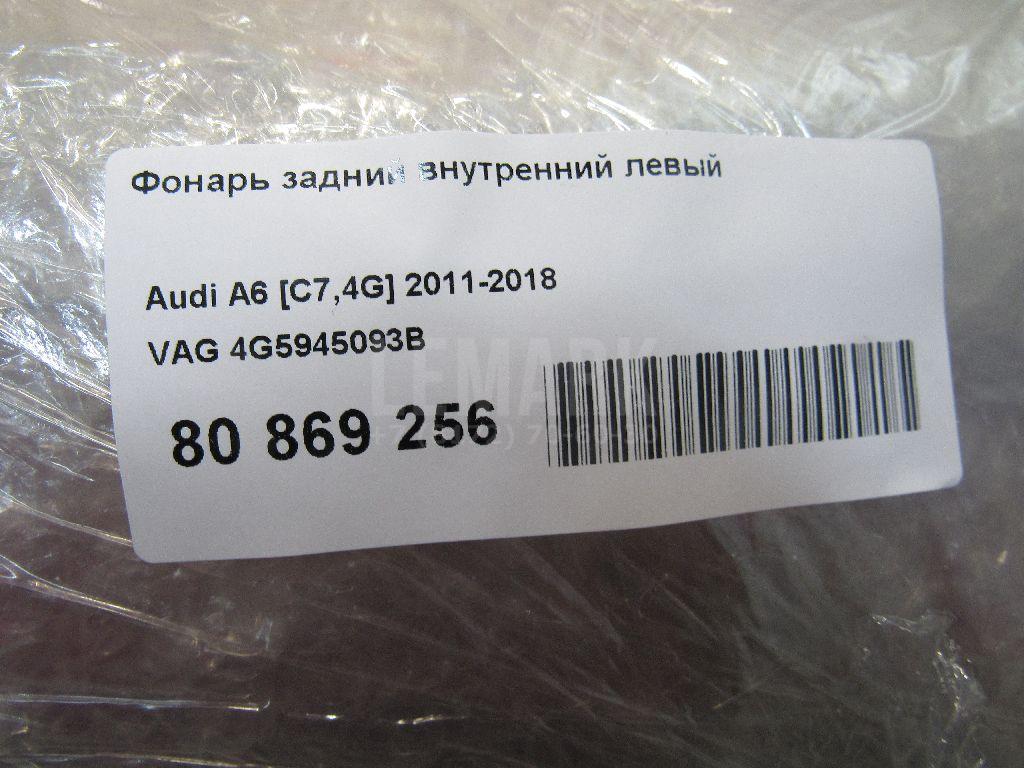 Фонарь задний внутренний левый
Audi A6 [C7,4G] 2011-2018
VAG 4G5945093B
LEMARK
80 869 256